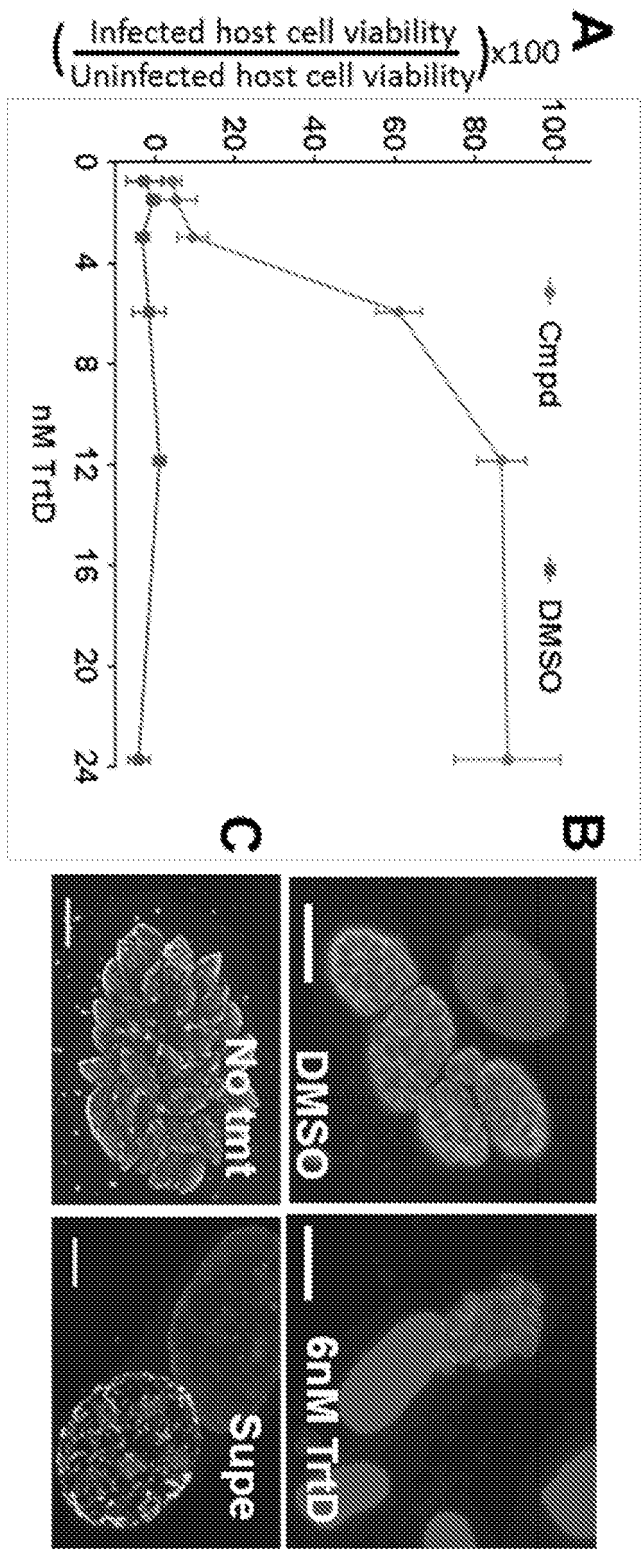 A
Infected host cell viability
Uninfected host cell viability
( ) x100
100
80
60
40
20
0
Cmpd
DMSO
0 4 8 12 16 20 24
nM TrtD
B
DMSO
6nM TrtD
C
No tmt
Supe